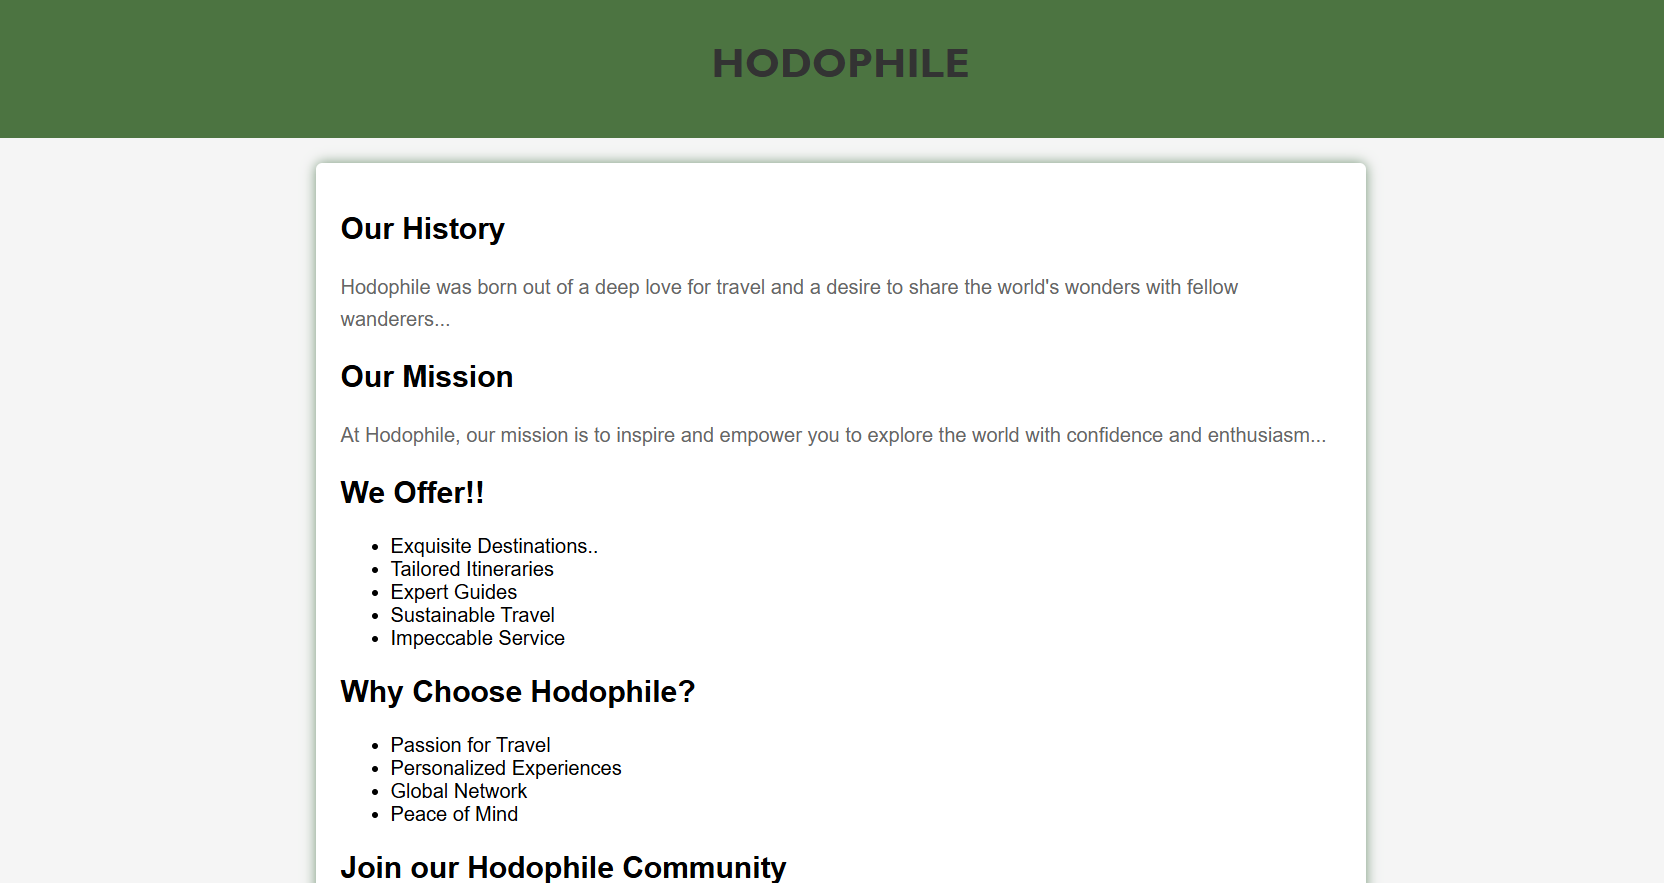 HODOPHILE
Our History
Hodophile was born out of a deep love for travel and a desire to share the world's wonders with fellow
wanderers...
Our Mission
At Hodophile, our mission is to inspire and empower you to explore the world with confidence and enthusiasm...
We Offer!!
Exquisite Destinations..
Tailored Itineraries
Expert Guides
Sustainable Travel
Impeccable Service
Why Choose Hodophile?
Passion for Travel
Personalized Experiences
Global Network
Peace of Mind
Join our Hodophile Community